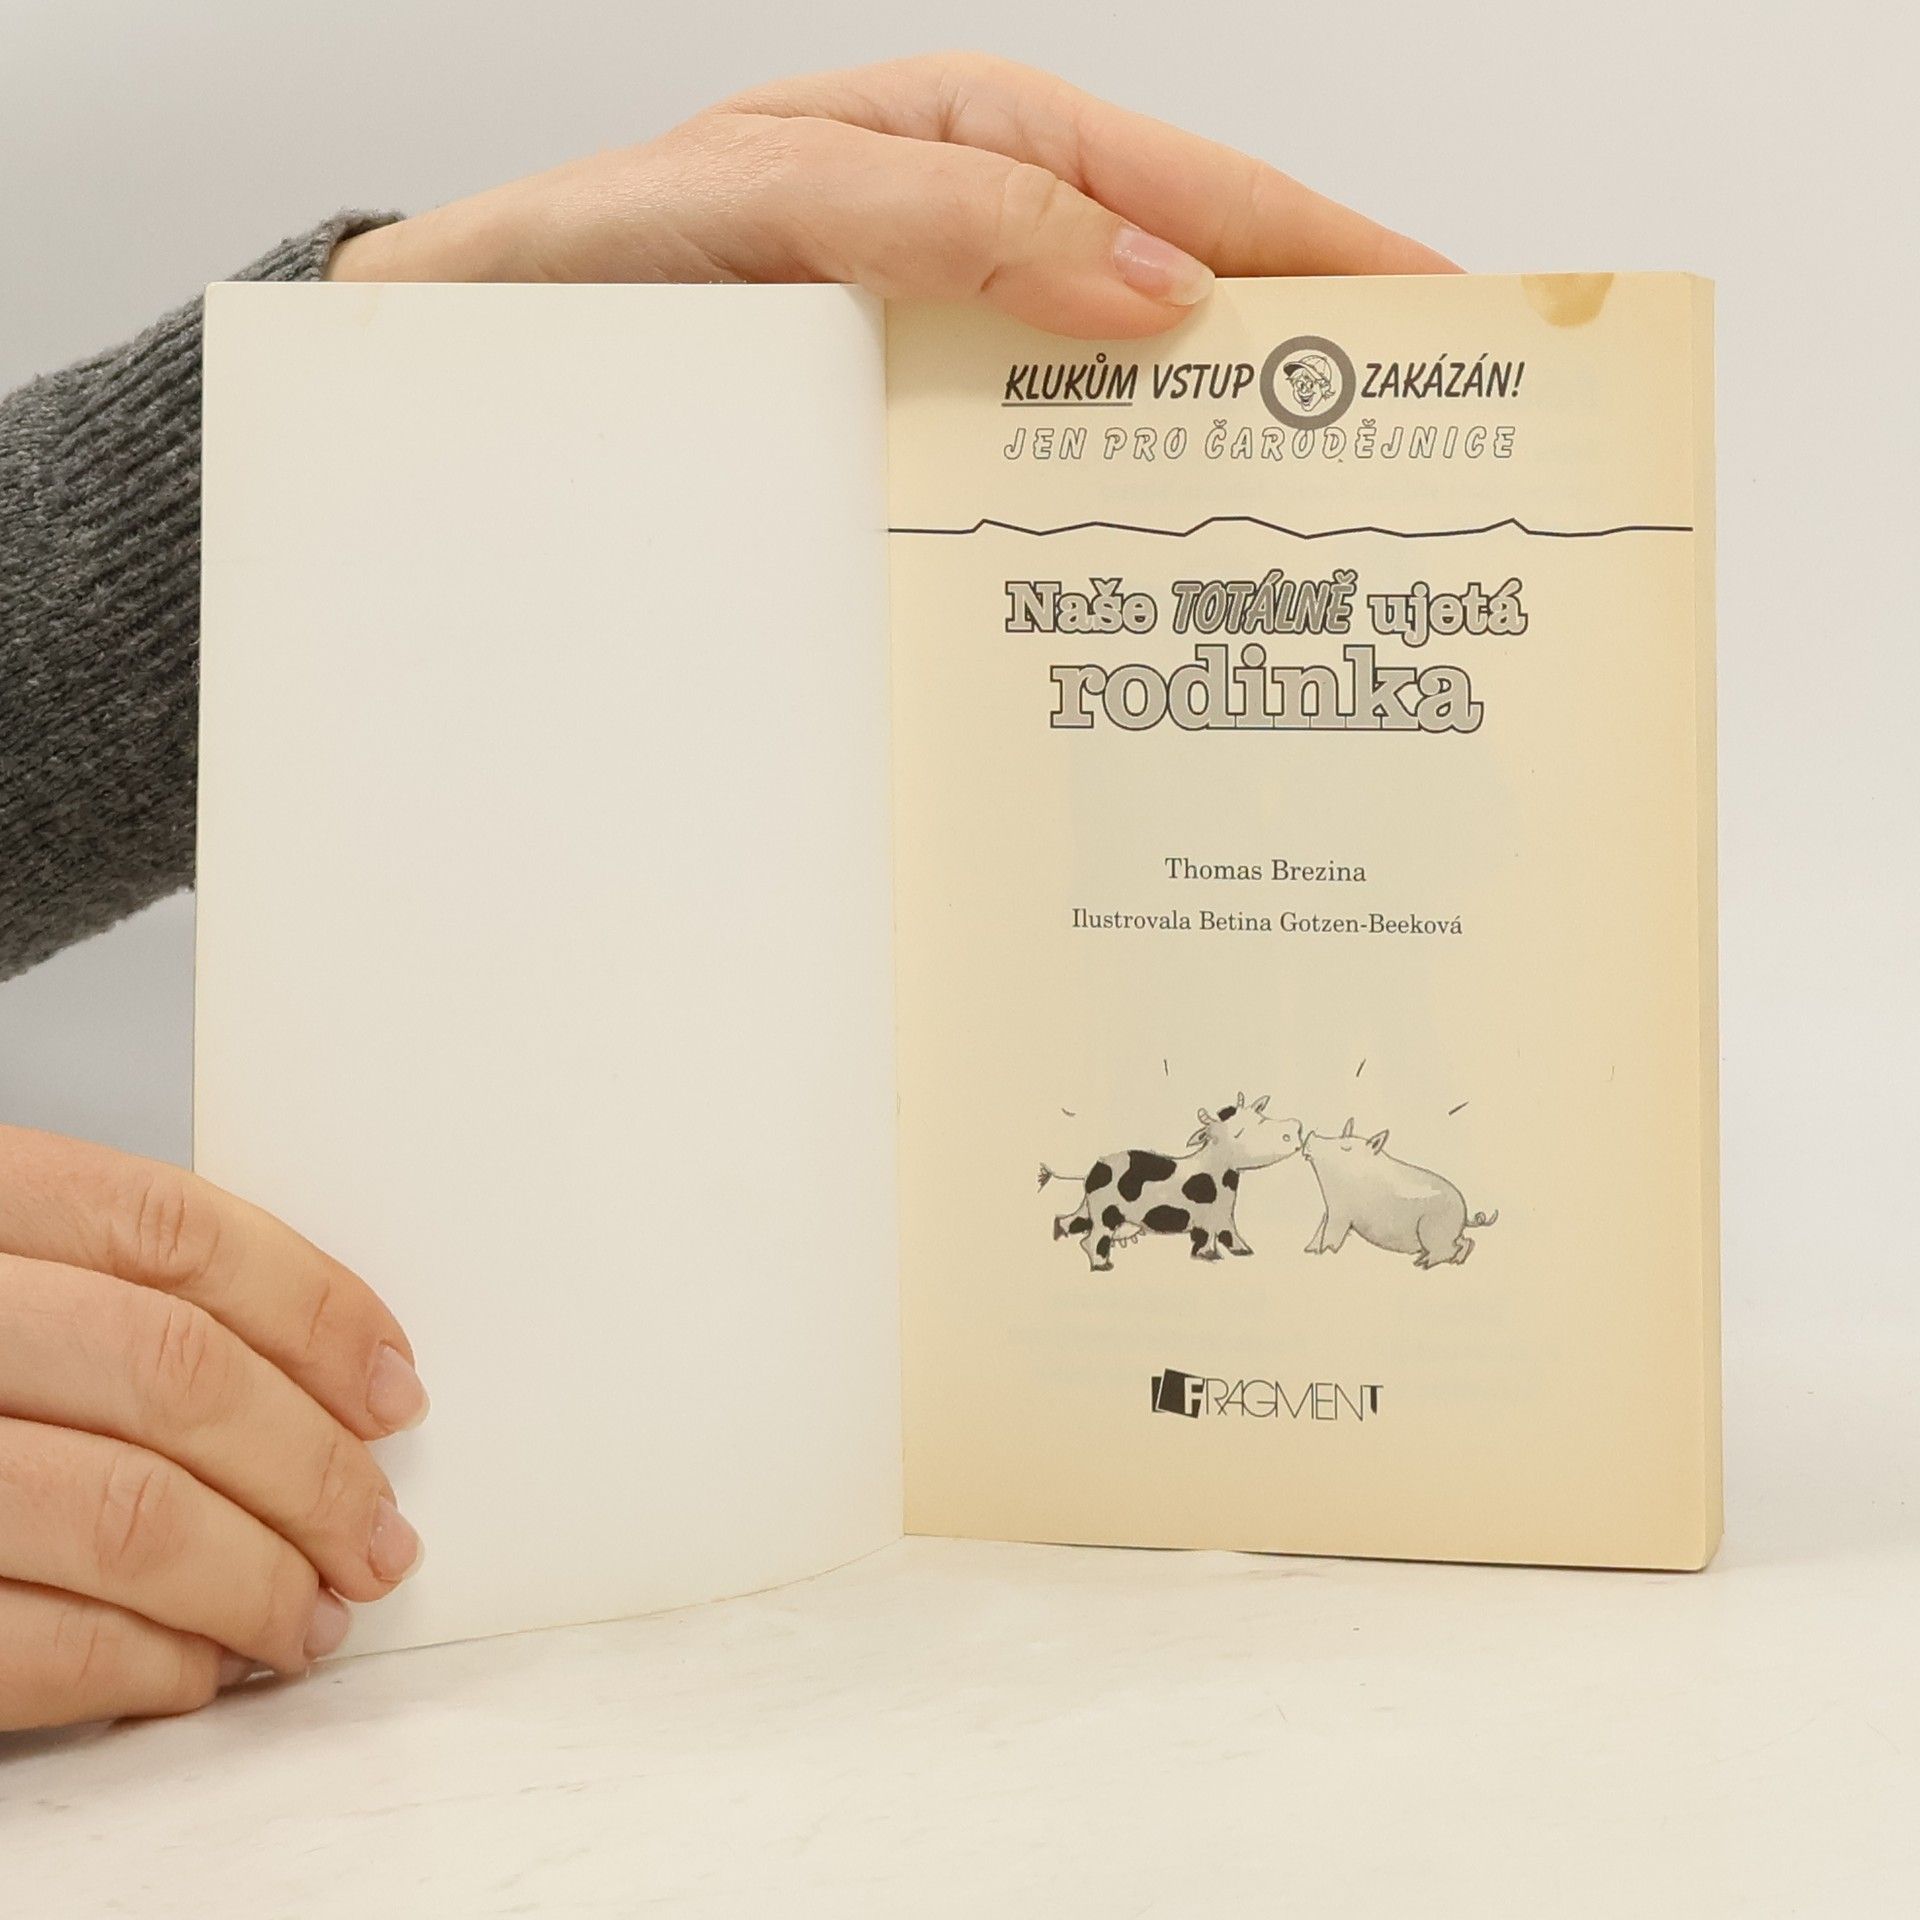 KLUKŮM VSTUP ZAKÁZÁN!
JEN PRO ČARODĚJNICE
Naše TOTÁLNĚ ujetá
rodinka
Thomas Brezina
Ilustrovala Betina Gotzen-Beeková
FRAGMENT